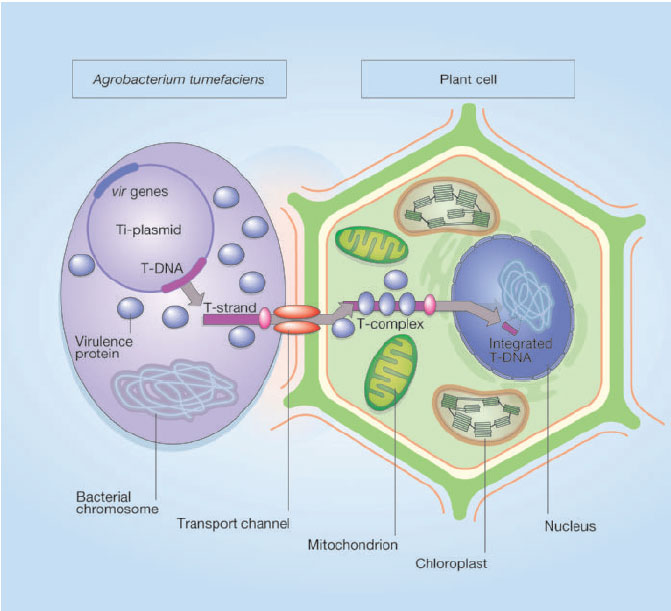 Agrobacterium tumefaciens
Plant cell
vir genes
Ti-plasmid
T-DNA
T-strand
T-complex
Virulence
protein
Integrated
T-DNA
Bacterial
chromosome
Transport channel
Mitochondrion
Chloroplast
Nucleus